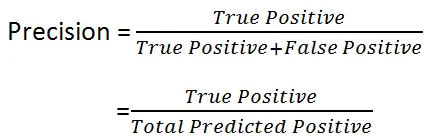 Precision = True Positive / True Positive+False Positive
= True Positive / Total Predicted Positive